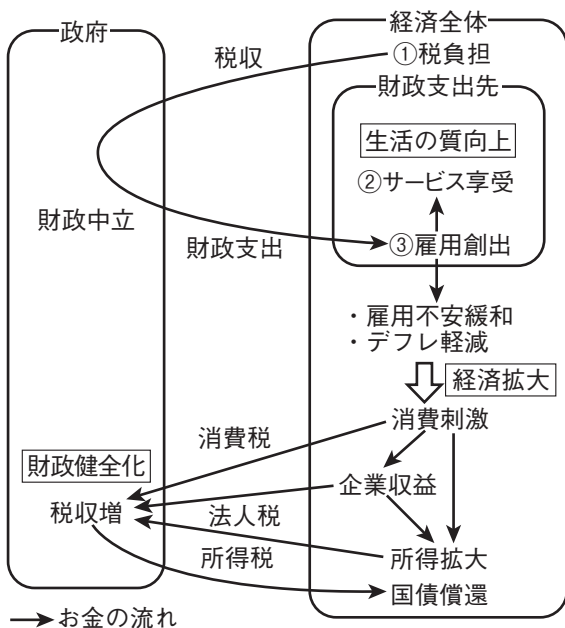 政府
経済全体
税収
①税負担
財政支出先
生活の質向上
②サービス享受
財政中立
財政支出
③雇用創出
・雇用不安緩和
・デフレ軽減
経済拡大
消費刺激
消費税
財政健全化
企業収益
税収増
法人税
所得税
所得拡大
国債償還
お金の流れ